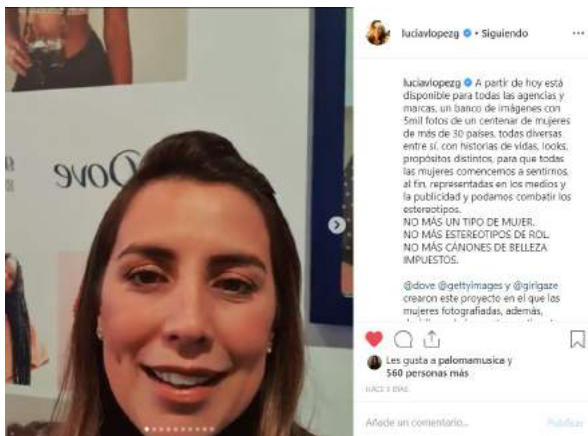 Dove
luciavlopezg • Siguiendo
luciavlopezg A partir de hoy está
disponible para todas las agencias y
marcas, un banco de imágenes con
5mil fotos de un centenar de mujeres
de más de 30 países, todas diversas
entre sí, con historias de vidas, looks,
propósitos distintos, para que todas
las mujeres comencemos a sentirnos,
al fin, representadas en los medios y
la publicidad y podamos combatir los
estereotipos.
NO MÁS UN TIPO DE MUJER.
NO MÁS ESTEREOTIPOS DE ROL.
NO MÁS CÁNONES DE BELLEZA
IMPUESTOS.
@dove @gettyimages y @girlgaze
crearon este proyecto en el que las
mujeres fotografiadas, además,
Les gusta a palomamusica y
560 personas más
HACE 3 DÍAS
Añade un comentario...
Publicar